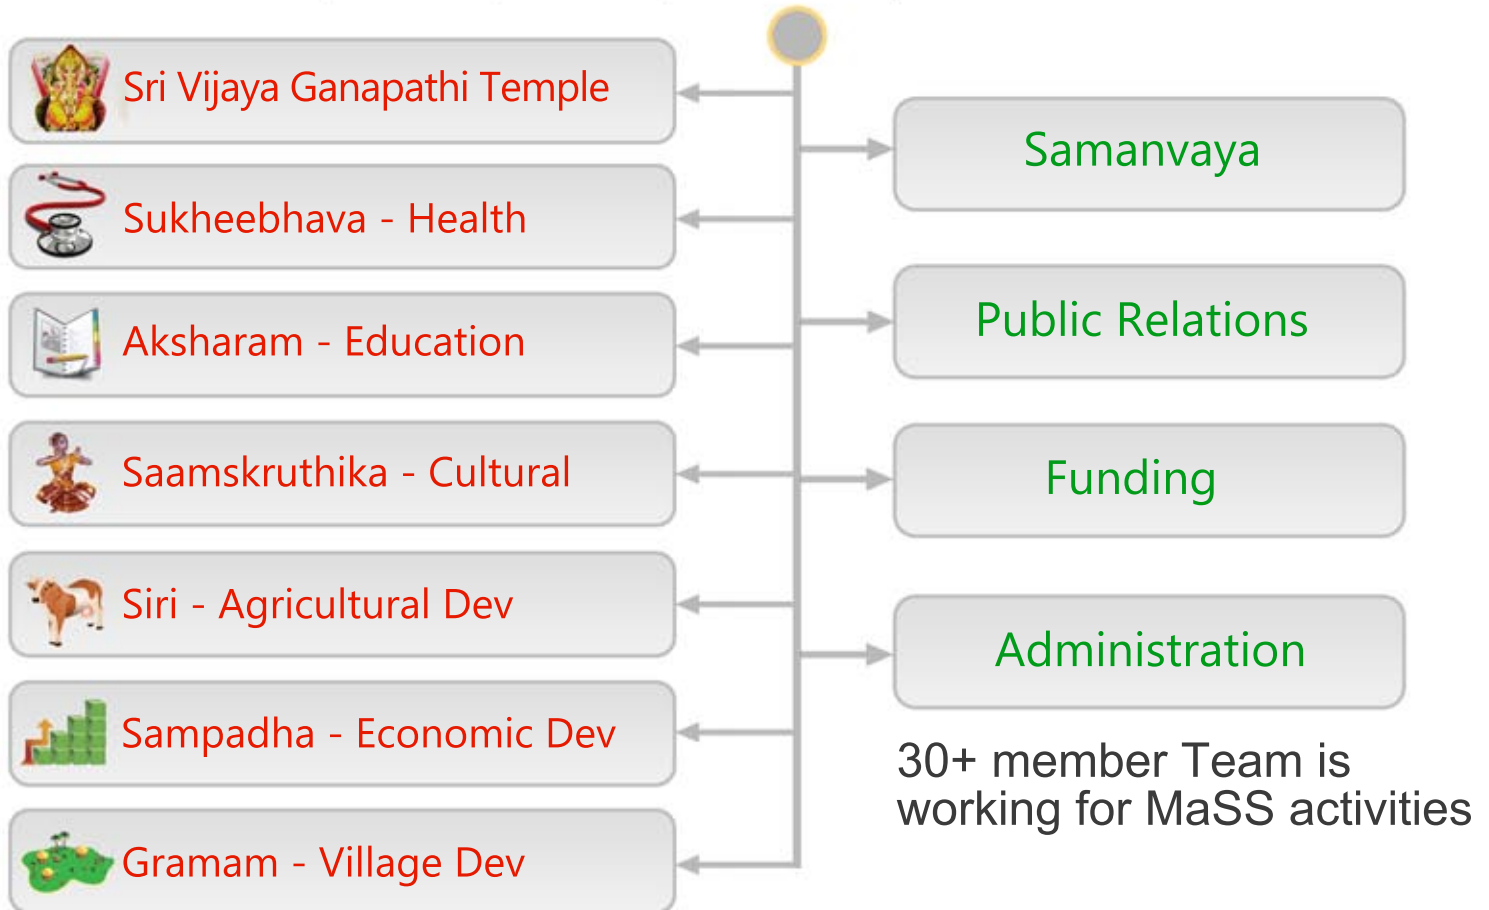 Sri Vijaya Ganapathi Temple
Sukheebhava - Health
Aksharam - Education
Saamskruthika - Cultural
Siri - Agricultural Dev
Sampadha - Economic Dev
Gramam - Village Dev
Samanvaya
Public Relations
Funding
Administration
30+ member Team is
working for MaSS activities